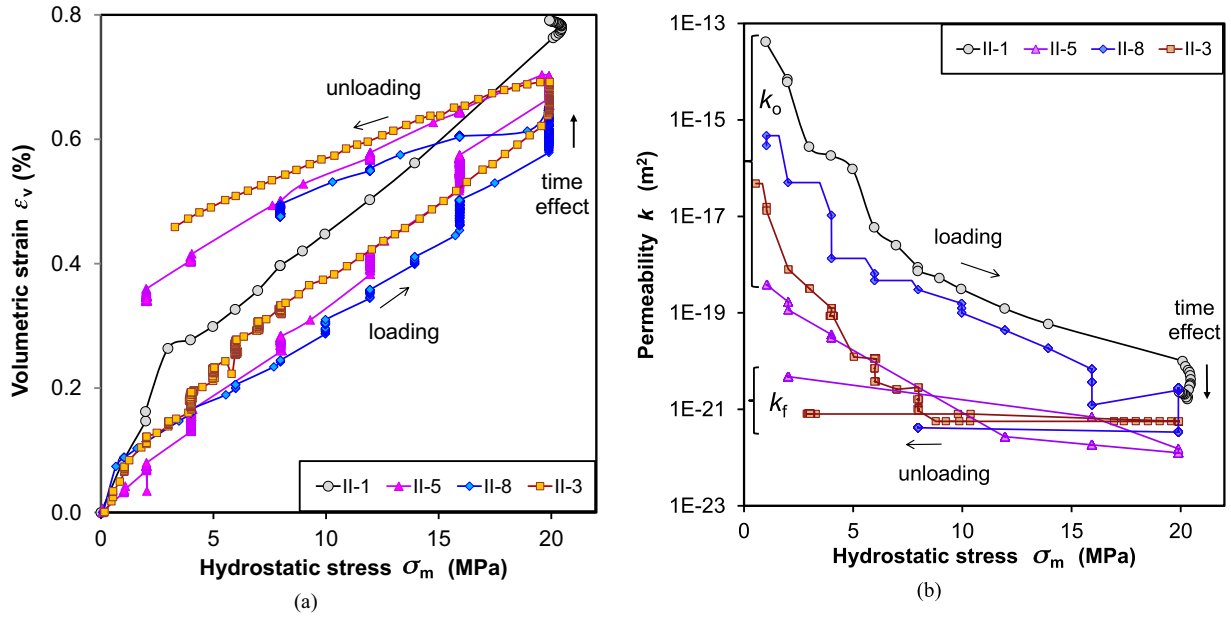 0.8
0.6
0.4
0.2
0.0
Volumetric strain εv (%)
unloading
time
effect
loading
II-1 II-5 II-8 II-3
0 5 10 15 20
Hydrostatic stress σm (MPa)
(a)
1E-13
1E-15
1E-17
1E-19
1E-21
1E-23
Permeability k (m²)
II-1 II-5 II-8 II-3
ko
loading
time
effect
kf
unloading
0 5 10 15 20
Hydrostatic stress σm (MPa)
(b)